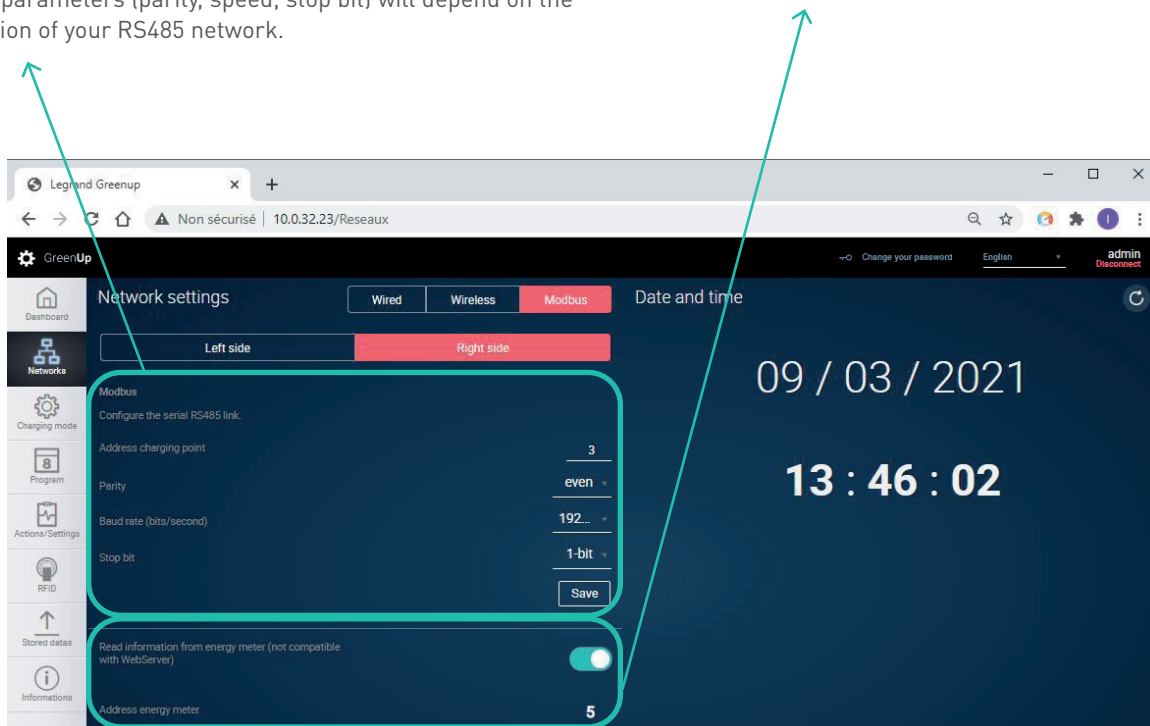 parameters (parity, speed, stop bit) will depend on the
ion of your RS485 network.
Legrand Greenup
Non sécurisé | 10.0.32.23/Reseaux
I
GreenUp
Change your password
English
admin
Disconnect
Dashboard
Networks
Charging mode
8
Program
Actions/Settings
RFID
Stored datas
Informations
Network settings
Wired Wireless Modbus
Left side Right side
Modbus
Configure the serial RS485 link.
Address charging point 3
Parity even
Baud rate (bits/second) 192...
Stop bit 1-bit
Save
Read information from energy meter (not compatible
with WebServer)
Address energy meter 5
Date and time
09 / 03 / 2021
13 : 46 : 02